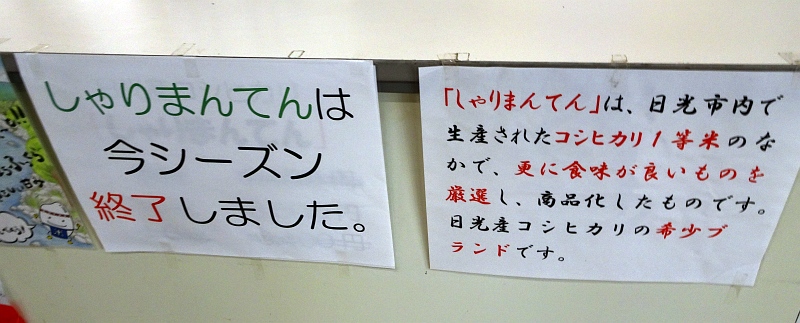 しゃりまんてんは
今シーズン
終了しました。
「しゃりまんてん」は、日光市内で
生産されたコシヒカリ1等米のな
かで、更に食味が良いものを
厳選し、商品化したものです。
日光産コシヒカリの希少ブ
ランドです。